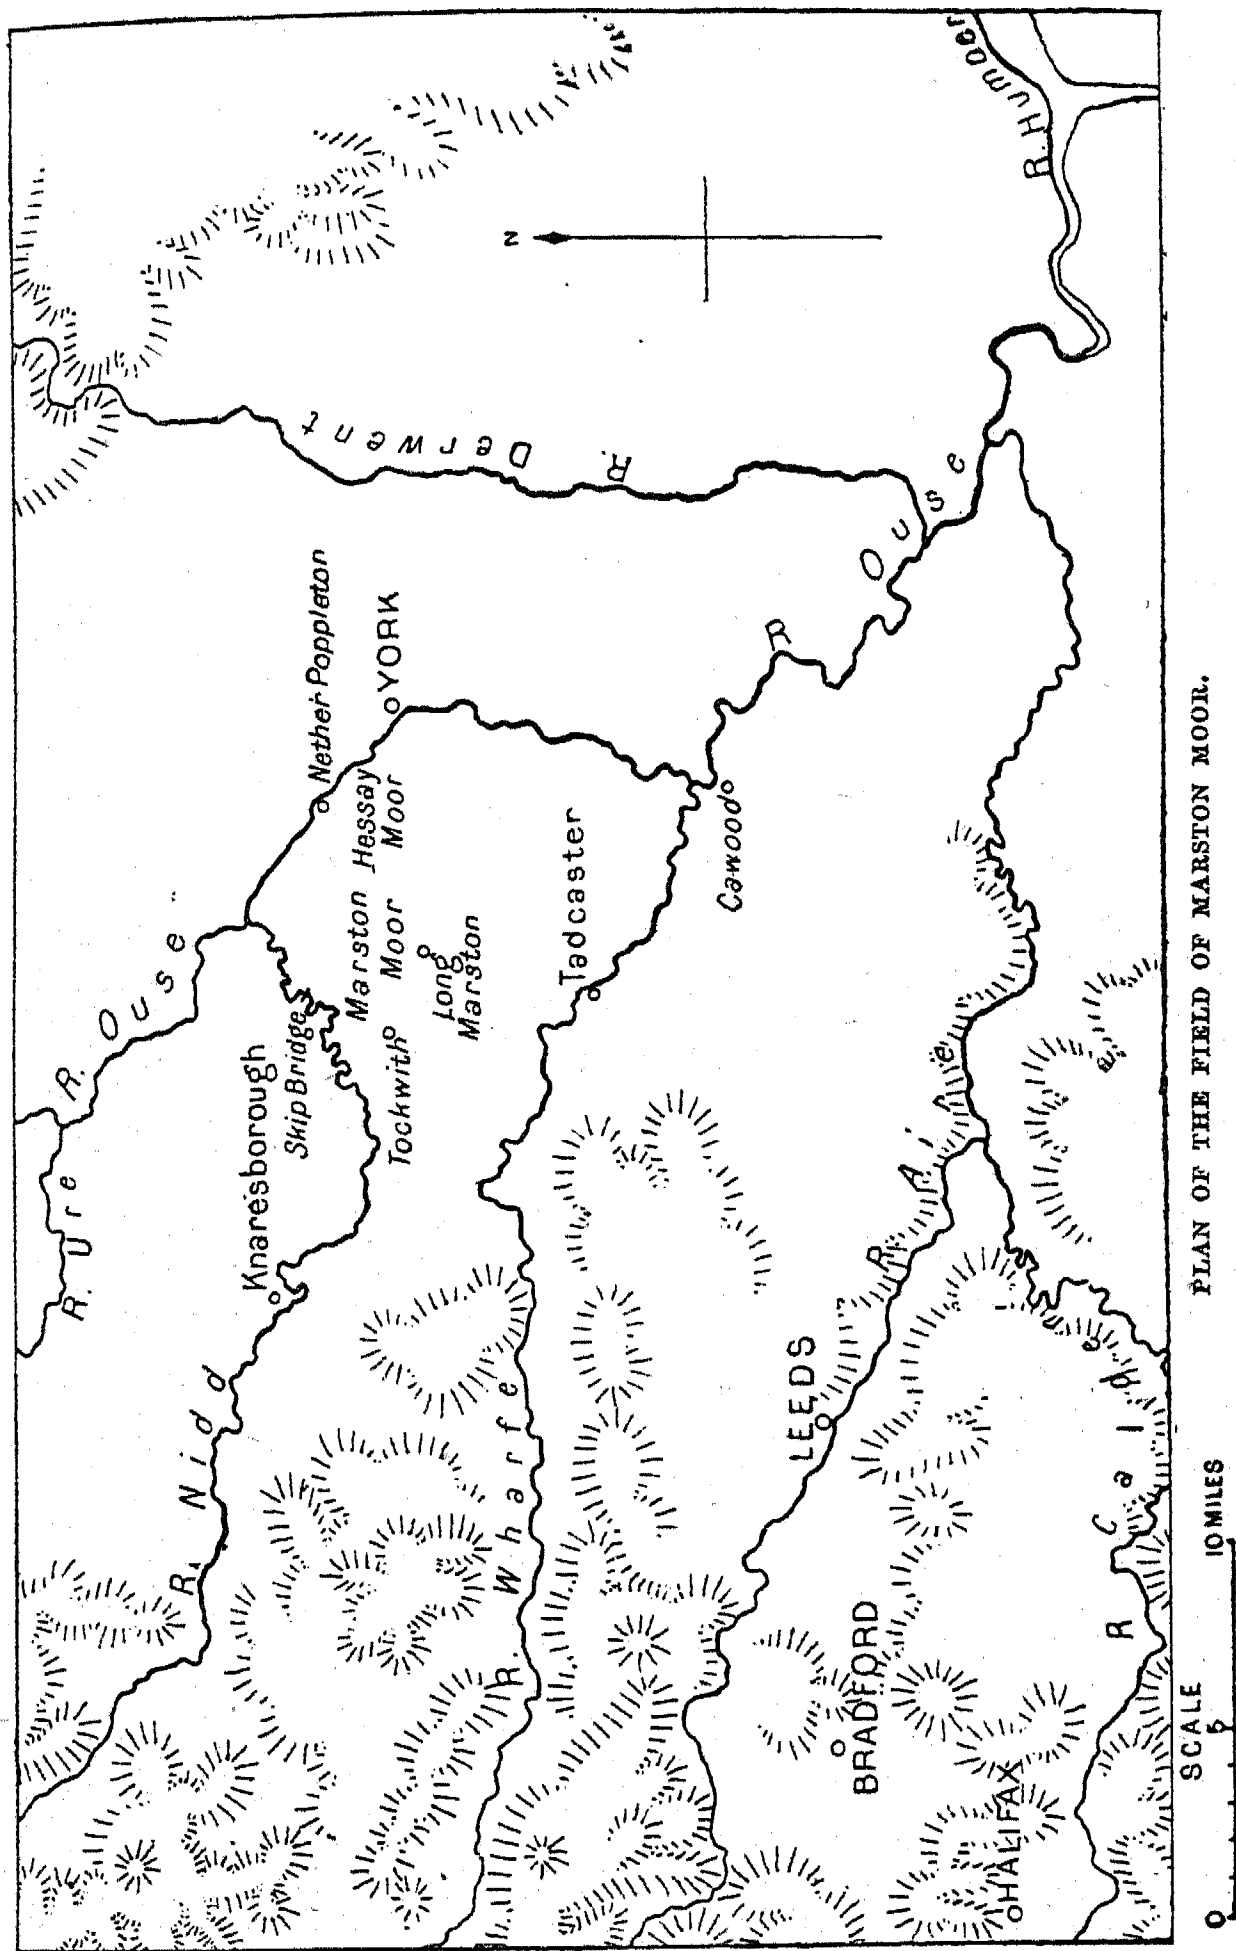 R. Ure
R. Ouse
R. Nidd
Knaresborough
Skip Bridge
Nether Poppleton
YORK
Marston
Moor
Hessay
Moor
Tockwith
Long
Marston
R. Derwent
N
R. Wharfe
Tadcaster
Cawood
R Ouse
R. Humber
LEEDS
R Aire
BRADFORD
HALIFAX
R Calder
SCALE
0 5 10 MILES
PLAN OF THE FIELD OF MARSTON MOOR.